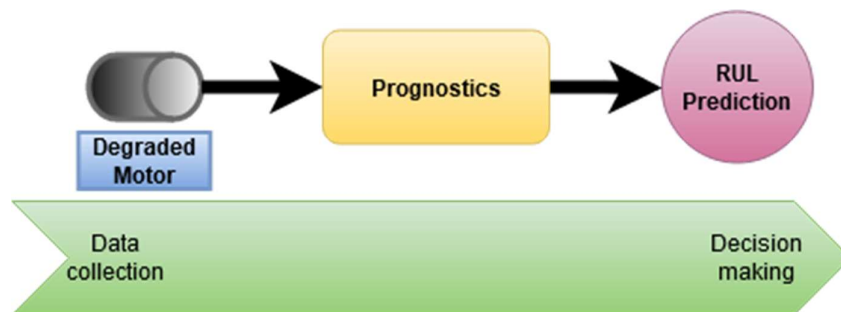 Prognostics
RUL
Prediction
Degraded
Motor
Data
collection
Decision
making